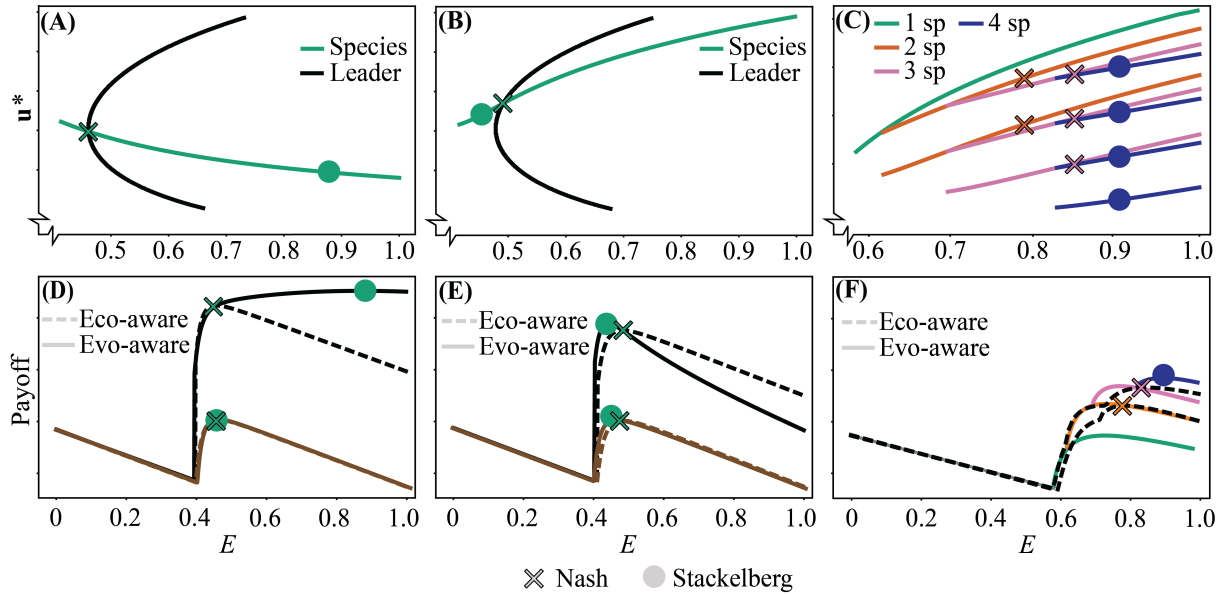 (A)
Species
Leader
u*
0.5 0.6 0.7 0.8 0.9 1.0
(B)
Species
Leader
0.5 0.6 0.7 0.8 0.9 1.0
(C)
1 sp 4 sp
2 sp
3 sp
0.6 0.7 0.8 0.9 1.0
(D)
Eco-aware
Evo-aware
Payoff
0 0.2 0.4 0.6 0.8 1.0
E
(E)
Eco-aware
Evo-aware
0 0.2 0.4 0.6 0.8 1.0
E
(F)
Eco-aware
Evo-aware
0 0.2 0.4 0.6 0.8 1.0
E
Nash Stackelberg